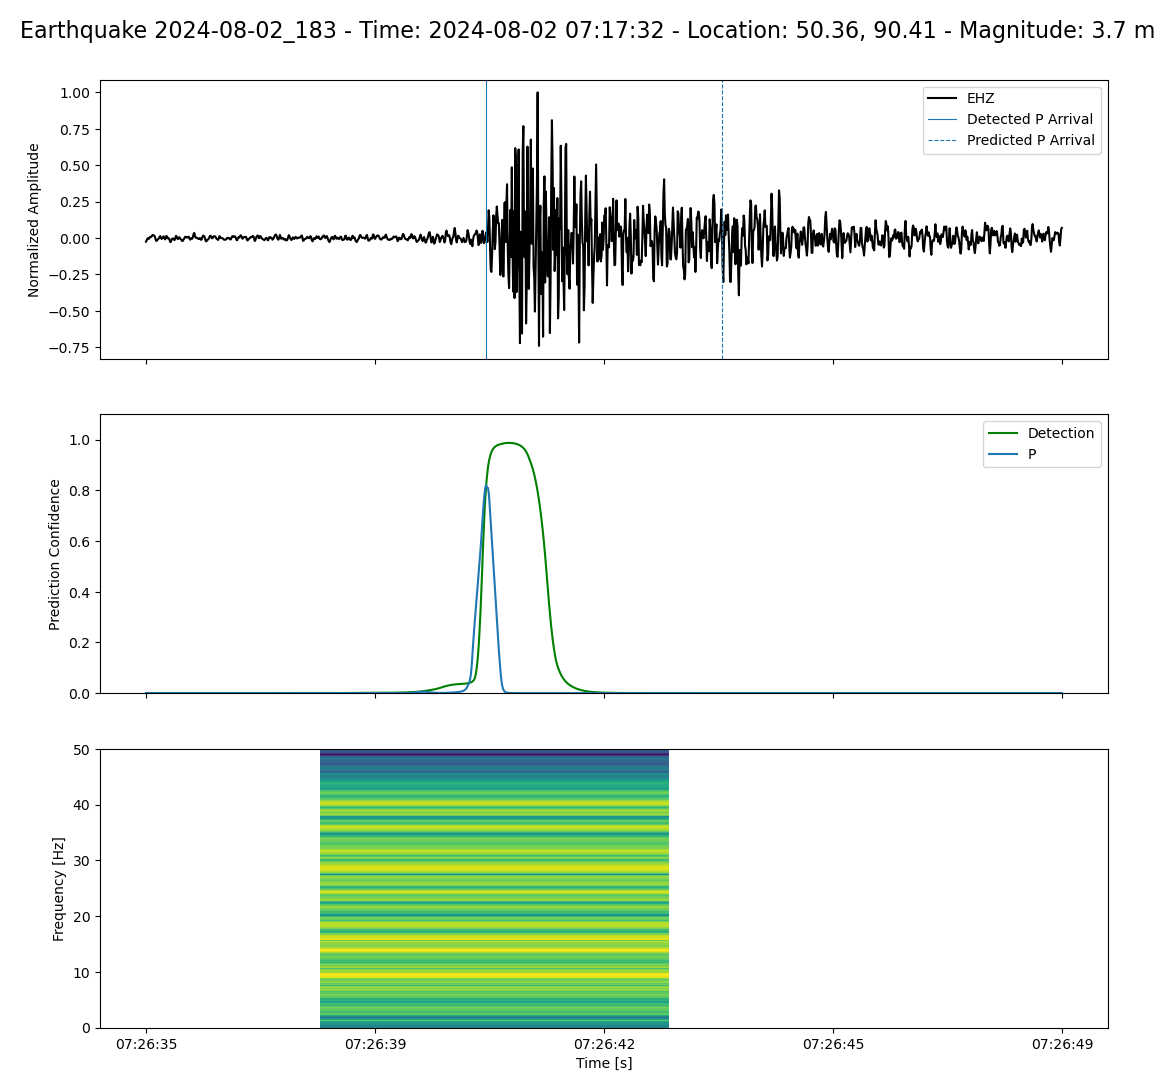 Earthquake 2024-08-02_183 - Time: 2024-08-02 07:17:32 - Location: 50.36, 90.41 - Magnitude: 3.7 m
Normalized Amplitude
1.00
0.75
0.50
0.25
0.00
−0.25
−0.50
−0.75
EHZ
Detected P Arrival
Predicted P Arrival
Prediction Confidence
1.0
0.8
0.6
0.4
0.2
0.0
Detection
P
Frequency [Hz]
50
40
30
20
10
0
07:26:35 07:26:39 07:26:42 07:26:45 07:26:49
Time [s]